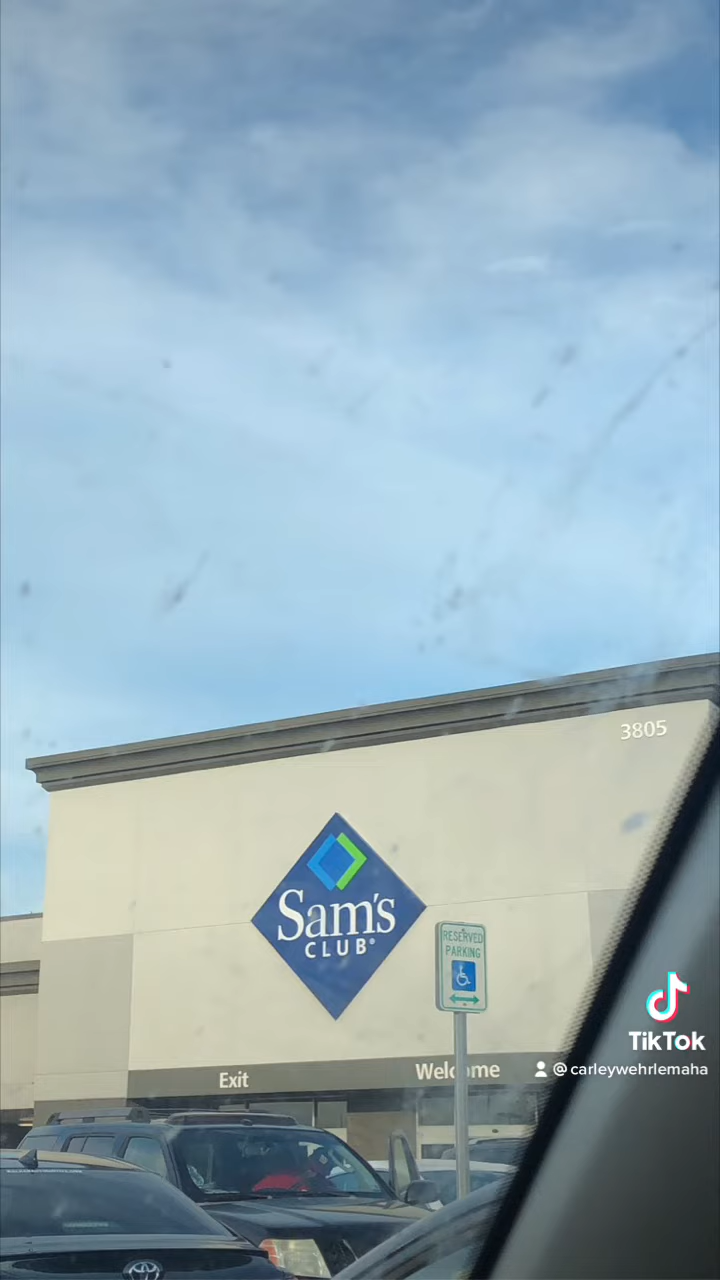 3805
Sam's
CLUB®
RESERVED
PARKING
Exit
Welcome
TikTok
@carleywehrlemaha